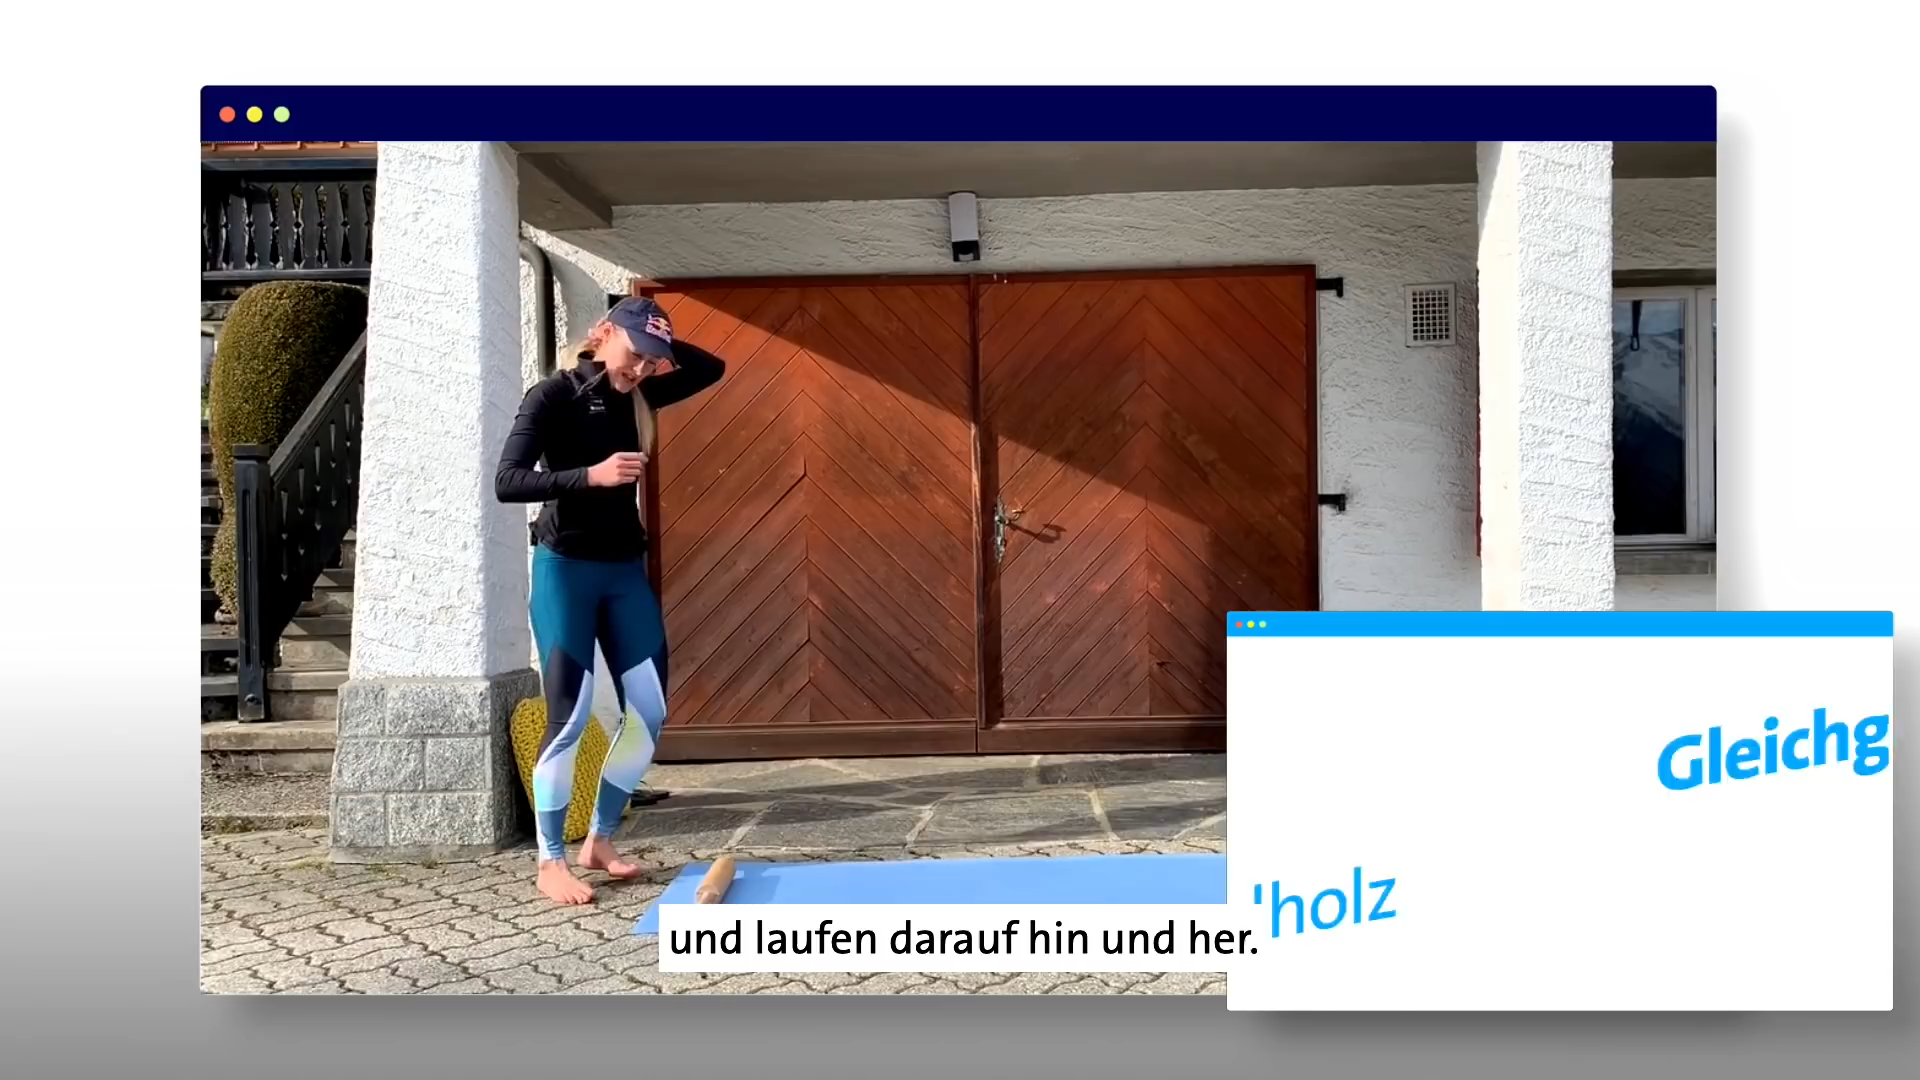 Gleichg
'holz
und laufen darauf hin und her.